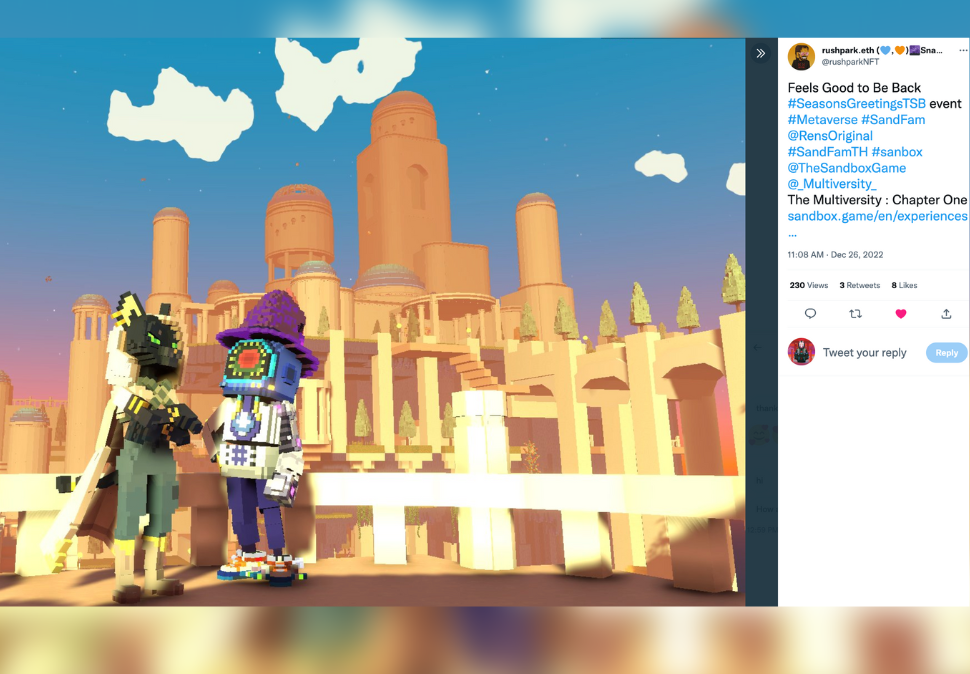 rushpark.eth (🩵,🧡)🌌Sna...
@rushparkNFT
Feels Good to Be Back
#SeasonsGreetingsTSB event
#Metaverse #SandFam
@RensOriginal
#SandFamTH #sanbox
@TheSandboxGame
@_Multiversity_
The Multiversity : Chapter One
sandbox.game/en/experiences
...
11:08 AM · Dec 26, 2022
230 Views 3 Retweets 8 Likes
Tweet your reply
Reply